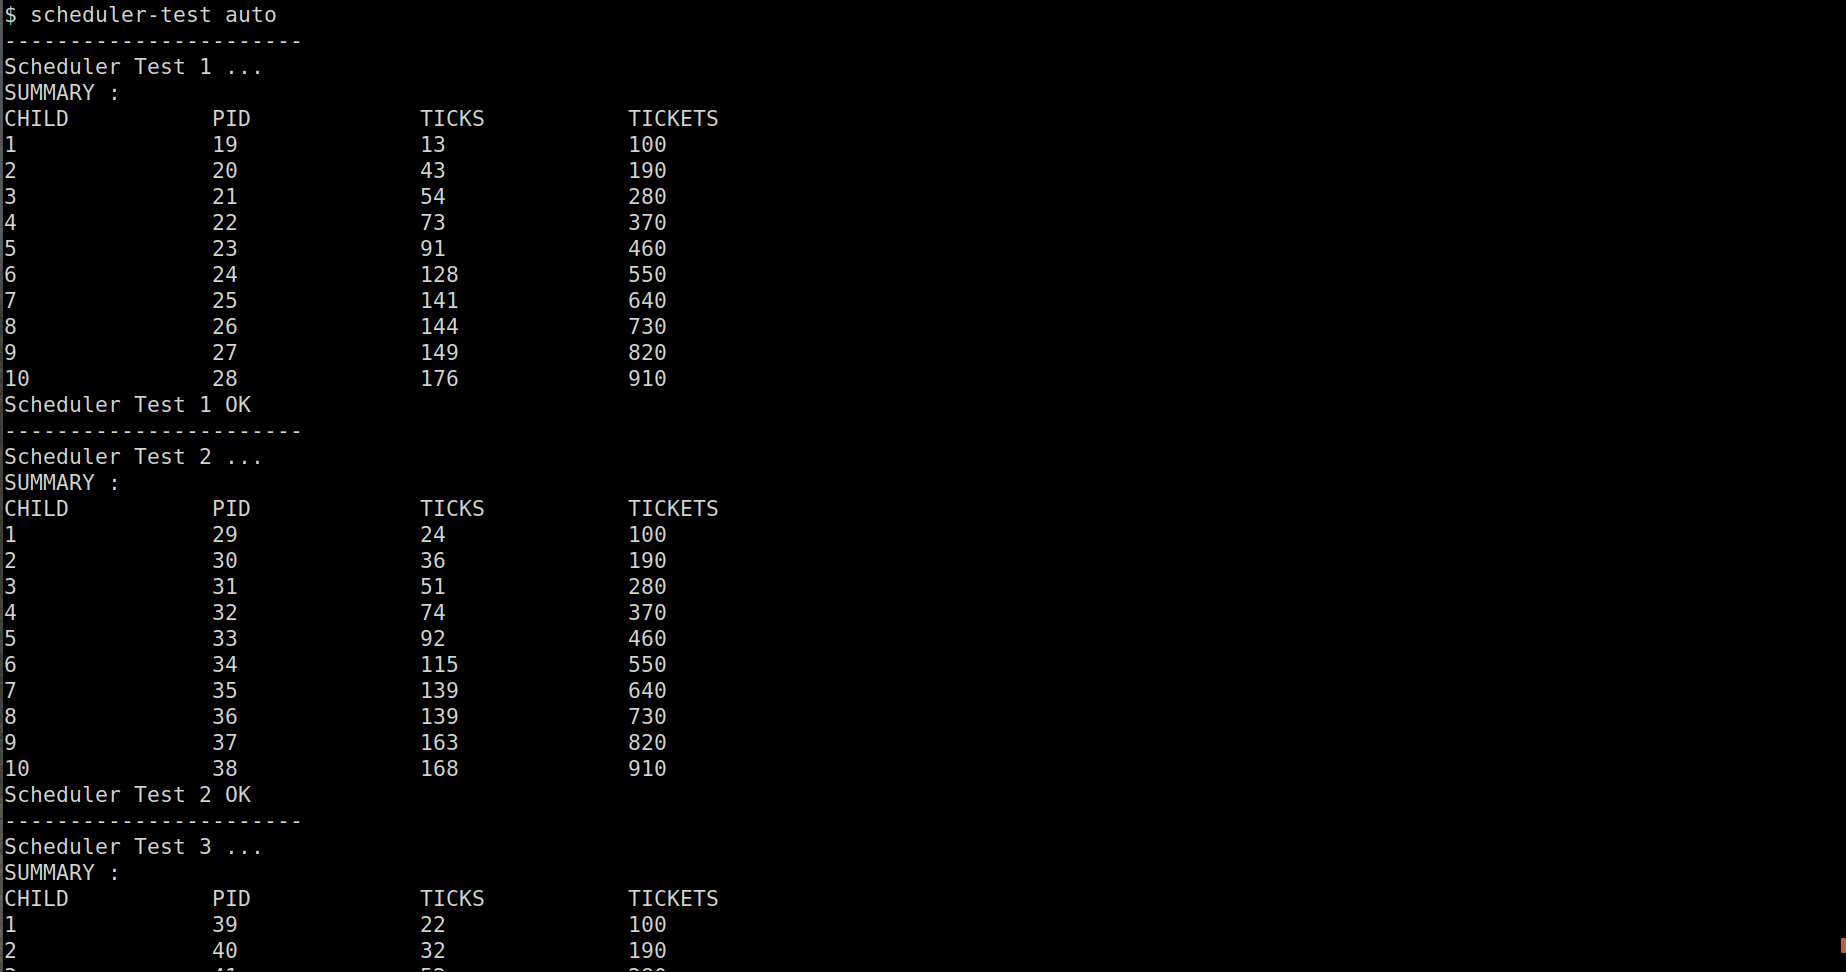 $ scheduler-test auto
-----------------------
Scheduler Test 1 ...
SUMMARY :
CHILD PID TICKS TICKETS
1 19 13 100
2 20 43 190
3 21 54 280
4 22 73 370
5 23 91 460
6 24 128 550
7 25 141 640
8 26 144 730
9 27 149 820
10 28 176 910
Scheduler Test 1 OK
-----------------------
Scheduler Test 2 ...
SUMMARY :
CHILD PID TICKS TICKETS
1 29 24 100
2 30 36 190
3 31 51 280
4 32 74 370
5 33 92 460
6 34 115 550
7 35 139 640
8 36 139 730
9 37 163 820
10 38 168 910
Scheduler Test 2 OK
-----------------------
Scheduler Test 3 ...
SUMMARY :
CHILD PID TICKS TICKETS
1 39 22 100
2 40 32 190